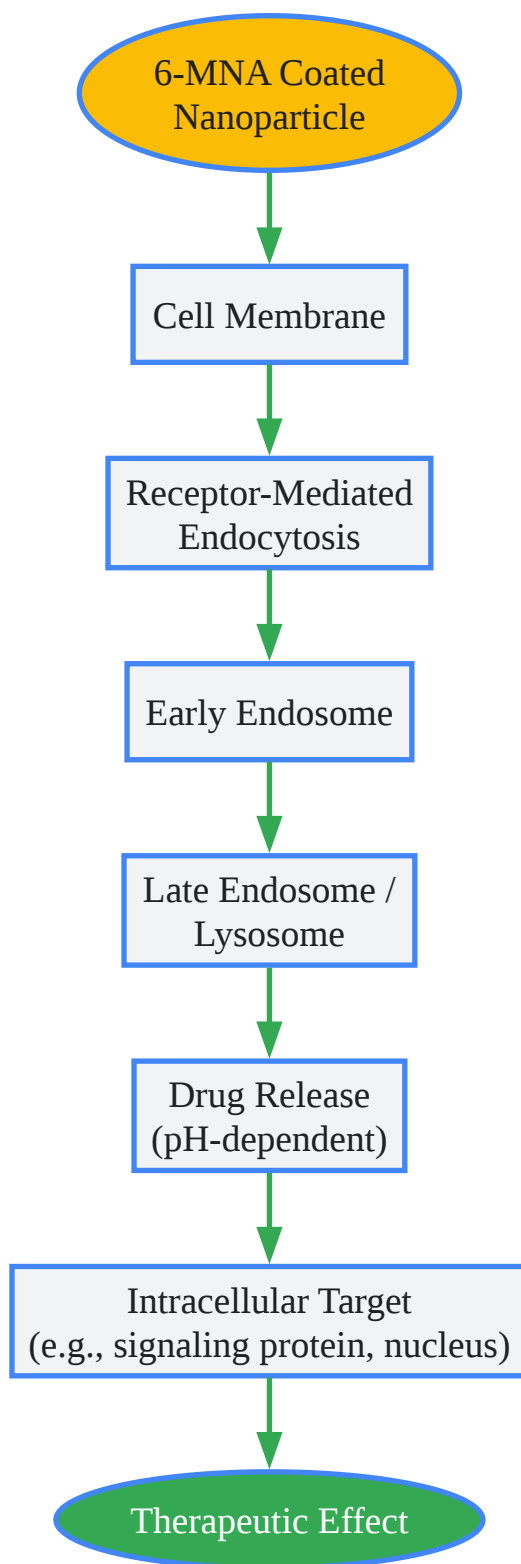 6-MNA Coated
Nanoparticle
Cell Membrane
Receptor-Mediated
Endocytosis
Early Endosome
Late Endosome /
Lysosome
Drug Release
(pH-dependent)
Intracellular Target
(e.g., signaling protein, nucleus)
Therapeutic Effect